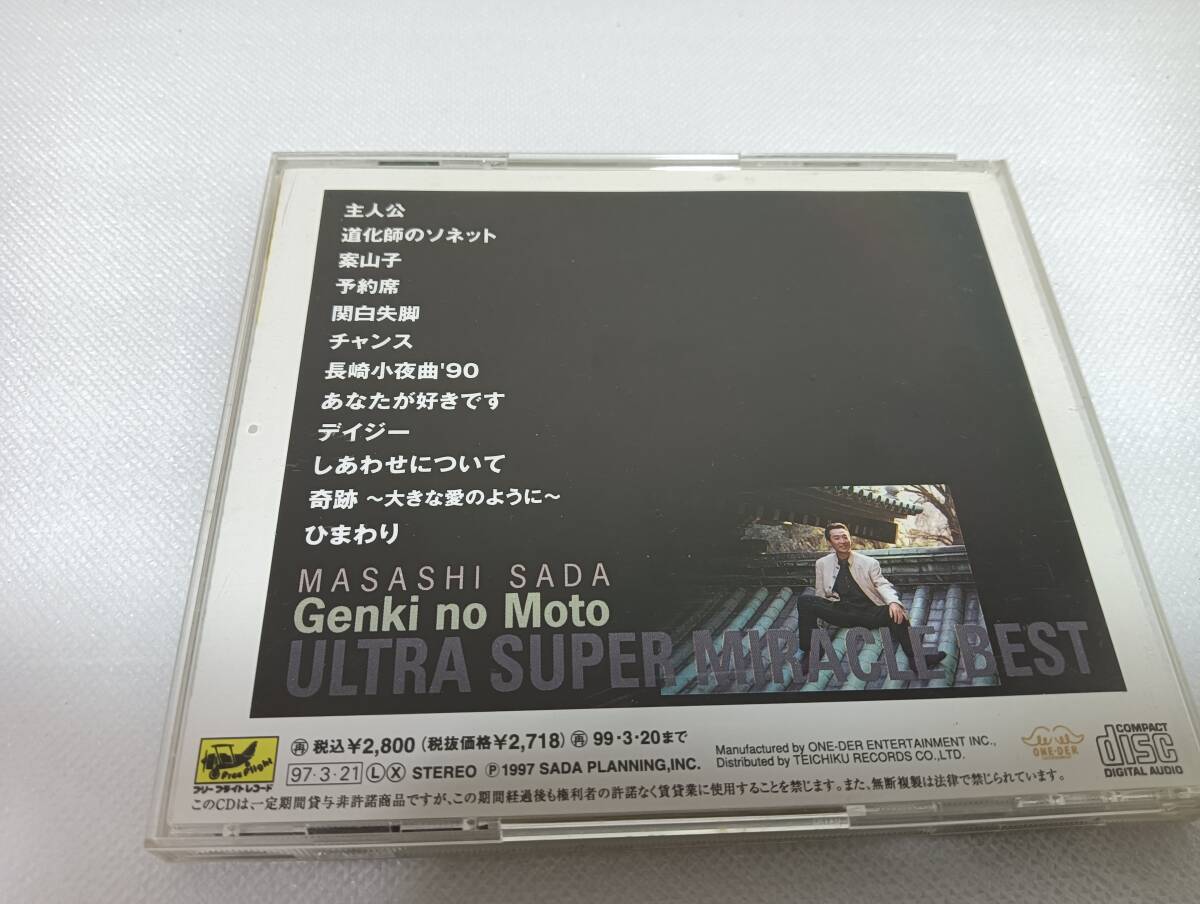 主人公
道化師のソネット
案山子
予約席
関白失脚
チャンス
長崎小夜曲'90
あなたが好きです
デイジー
しあわせについて
奇跡 〜大きな愛のように〜
ひまわり
MASASHI SADA
Genki no Moto
ULTRA SUPER MIRACLE BEST
Free Flight
フリーフライトレコード
再 税込¥2,800 (税抜価格¥2,718) 再 99・3・20まで
97・3・21 L X STEREO Ⓟ1997 SADA PLANNING,INC.
Manufactured by ONE-DER ENTERTAINMENT INC.,
Distributed by TEICHIKU RECORDS CO.,LTD.
ONE-DER
COMPACT
disc
DIGITAL AUDIO
このCDは、一定期間貸与非許諾商品ですが、この期間経過後も権利者の許諾なく賃貸業に使用することを禁じます。また、無断複製は法律で禁じられています。